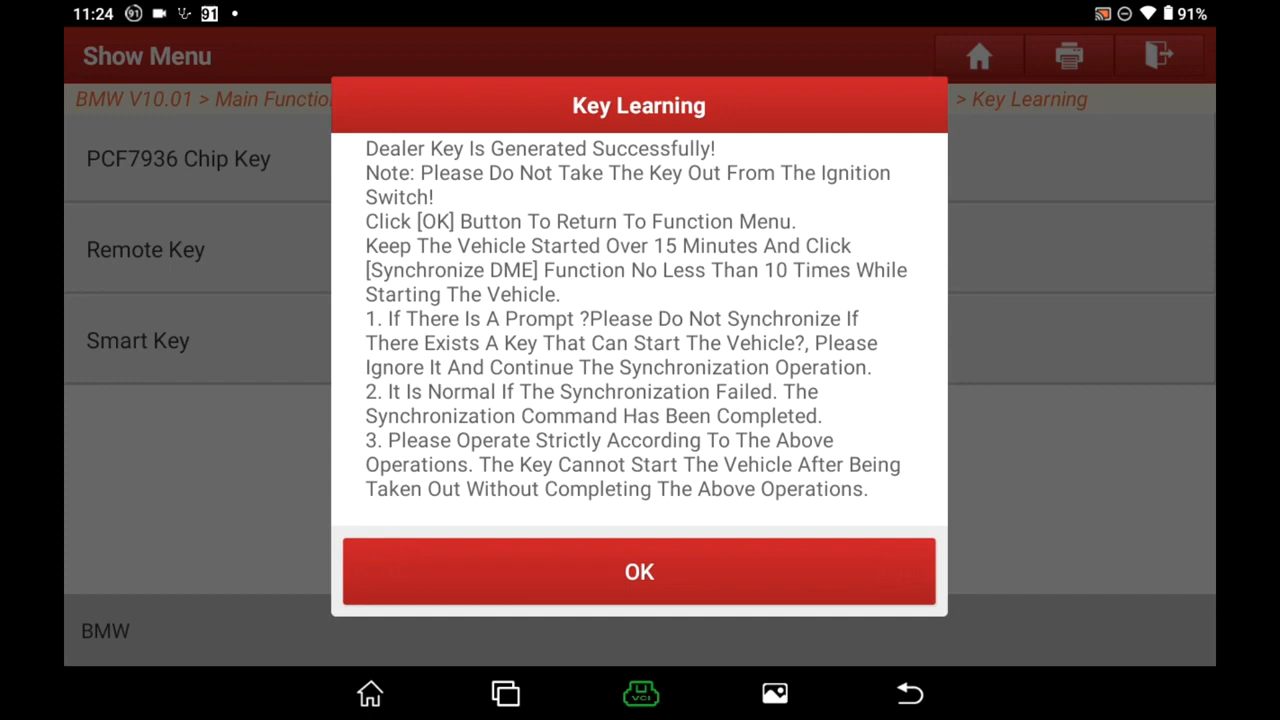 11:24
91
91
91%
Show Menu
BMW V10.01 > Main Functio
> Key Learning
Key Learning
PCF7936 Chip Key
Remote Key
Smart Key
Dealer Key Is Generated Successfully!
Note: Please Do Not Take The Key Out From The Ignition
Switch!
Click [OK] Button To Return To Function Menu.
Keep The Vehicle Started Over 15 Minutes And Click
[Synchronize DME] Function No Less Than 10 Times While
Starting The Vehicle.
1. If There Is A Prompt ?Please Do Not Synchronize If
There Exists A Key That Can Start The Vehicle?, Please
Ignore It And Continue The Synchronization Operation.
2. It Is Normal If The Synchronization Failed. The
Synchronization Command Has Been Completed.
3. Please Operate Strictly According To The Above
Operations. The Key Cannot Start The Vehicle After Being
Taken Out Without Completing The Above Operations.
OK
BMW
VCI